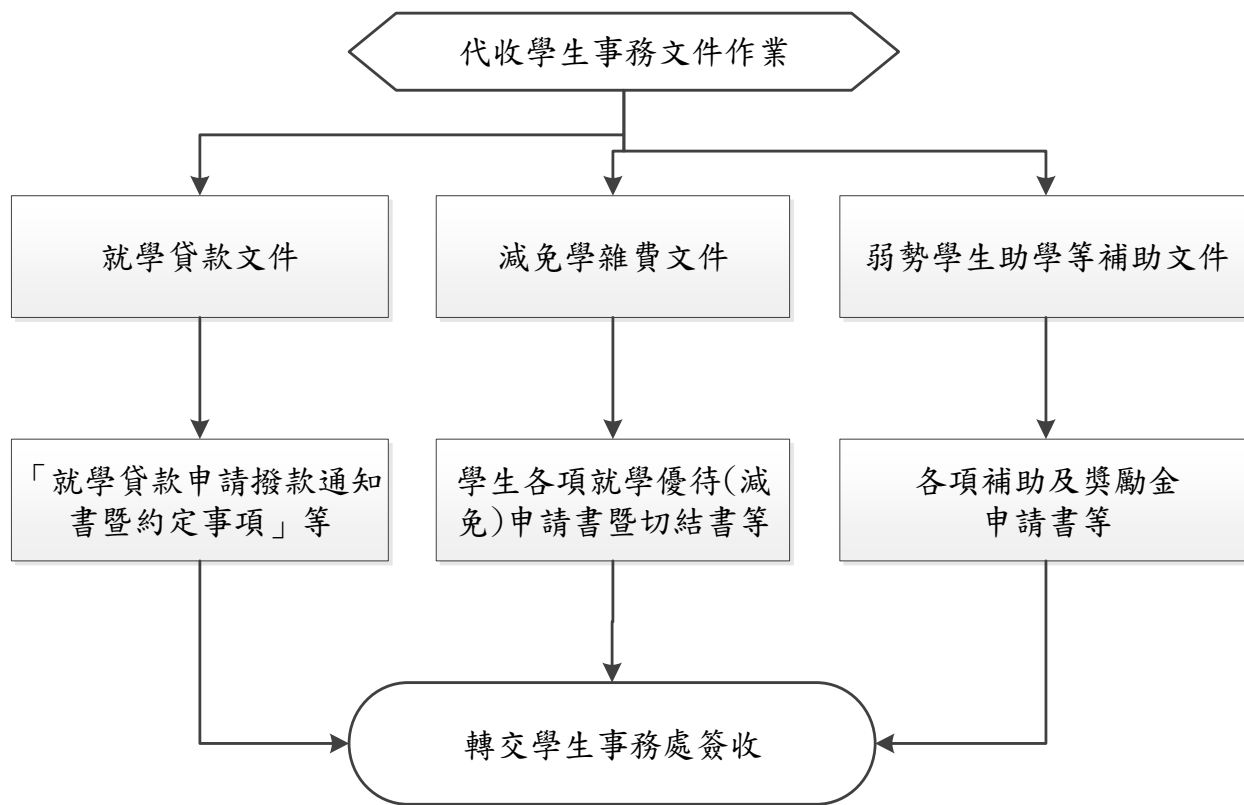 代收學生事務文件作業
就學貸款文件
減免學雜費文件
弱勢學生助學等補助文件
「就學貸款申請撥款通知
書暨約定事項」等
學生各項就學優待(減
免)申請書暨切結書等
各項補助及獎勵金
申請書等
轉交學生事務處簽收